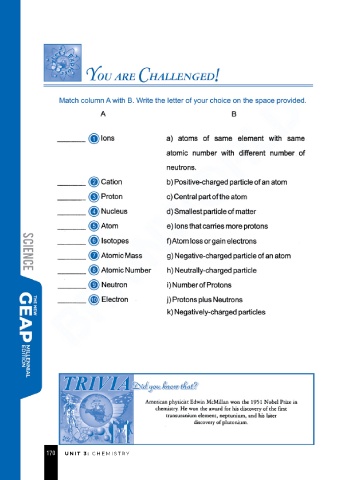 YOU ARE CHALLENGED!
Match column A with B. Write the letter of your choice on the space provided.
A B
_______ 1 Ions a) atoms of same element with same
atomic number with different number of
neutrons.
_______ 2 Cation b) Positive-charged particle of an atom
_______ 3 Proton c) Central part of the atom
_______ 4 Nucleus d) Smallest particle of matter
_______ 5 Atom e) Ions that carries more protons
_______ 6 Isotopes f) Atom loss or gain electrons
_______ 7 Atomic Mass g) Negative-charged particle of an atom
_______ 8 Atomic Number h) Neutrally-charged particle
_______ 9 Neutron i) Number of Protons
_______ 10 Electron j) Protons plus Neutrons
k) Negatively-charged particles
SCIENCE
THE NEW
GEAP
MILLENNIAL
EDITION
TRIVIA Did you know that?
American physicist Edwin McMillan won the 1951 Nobel Prize in
chemistry. He won the award for his discovery of the first
transuranium element, neptunium, and his later
discovery of plutonium.
170 UNIT 3: CHEMISTRY